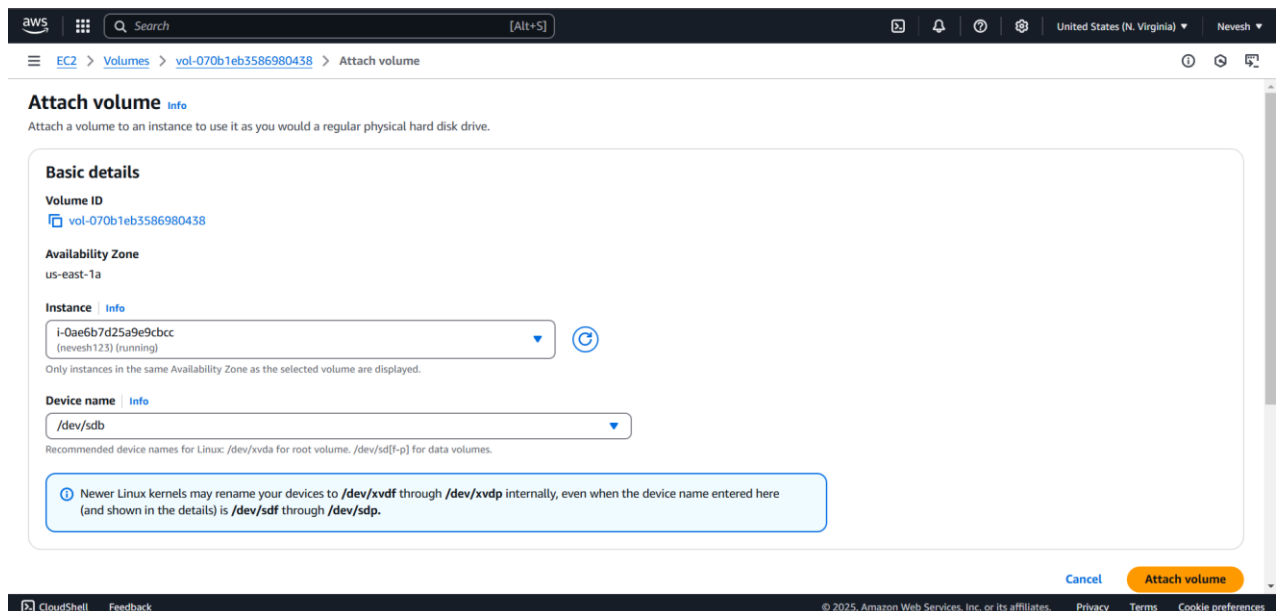 aws Search [Alt+S] United States (N. Virginia) ▼ Nevesh ▼
EC2 > Volumes > vol-070b1eb3586980438 > Attach volume
Attach volume Info
Attach a volume to an instance to use it as you would a regular physical hard disk drive.
Basic details
Volume ID
vol-070b1eb3586980438
Availability Zone
us-east-1a
Instance Info
i-0ae6b7d25a9e9cbcc
(nevesh123) (running)
Only instances in the same Availability Zone as the selected volume are displayed.
Device name Info
/dev/sdb
Recommended device names for Linux: /dev/xvda for root volume. /dev/sd[f-p] for data volumes.
Newer Linux kernels may rename your devices to /dev/xvdf through /dev/xvdp internally, even when the device name entered here
(and shown in the details) is /dev/sdf through /dev/sdp.
Cancel Attach volume
CloudShell Feedback © 2025, Amazon Web Services, Inc. or its affiliates. Privacy Terms Cookie preferences